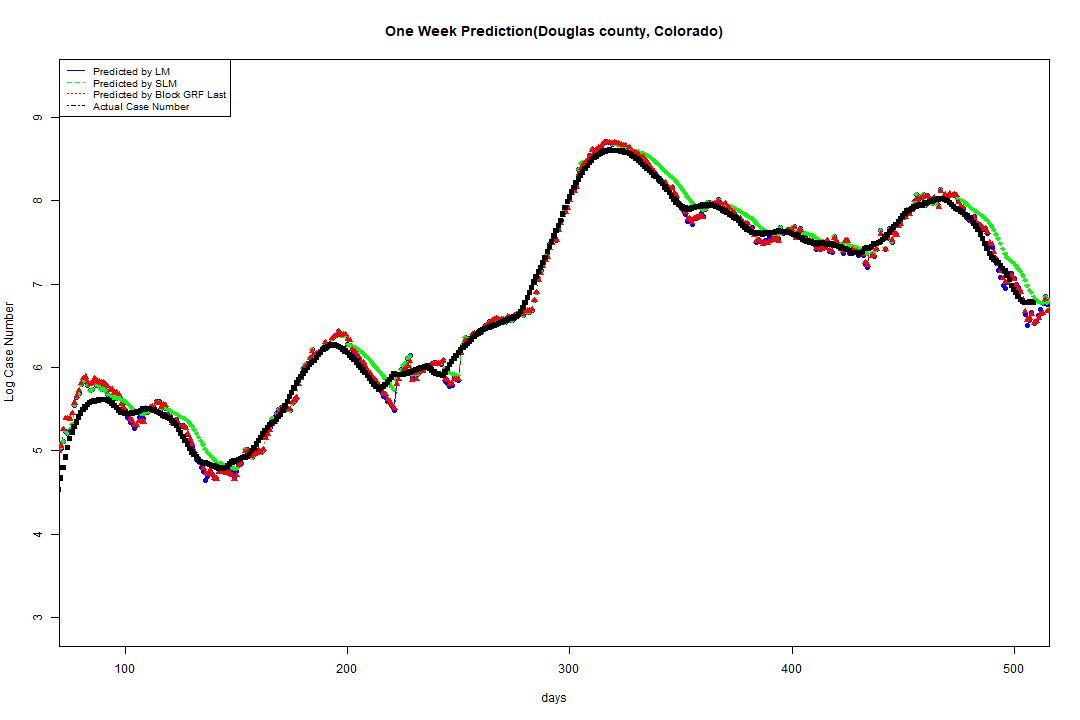 One Week Prediction(Douglas county, Colorado)
Predicted by LM
Predicted by SLM
Predicted by Block GRF Last
Actual Case Number
9
8
7
6
5
4
3
Log Case Number
100 200 300 400 500
days